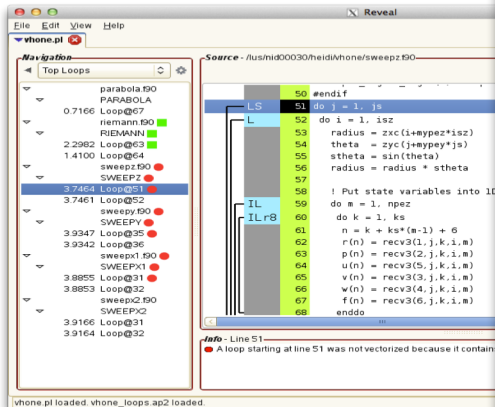 Reveal
File Edit View Help
vhone.pl
Navigation
Top Loops
parabola.f90
PARABOLA
0.7166 Loop@67
riemann.f90
RIEMANN
2.2982 Loop@63
1.4100 Loop@64
sweepz.f90
SWEEPZ
3.7464 Loop@51
3.7461 Loop@52
sweepy.f90
SWEEPY
3.9347 Loop@35
3.9342 Loop@36
sweepx1.f90
SWEEPX1
3.8855 Loop@31
3.8853 Loop@32
sweepx2.f90
SWEEPX2
3.9166 Loop@31
3.9164 Loop@32
Source - /lus/nid00030/heidi/vhone/sweepz.f90
50 #endif
LS 51 do j = 1, js
L 52 do i = 1, isz
53 radius = zxc(i+mypez*isz)
54 theta = zyc(j+mypey*js)
55 stheta = sin(theta)
56 radius = radius * stheta
57
58 ! Put state variables into 1D
IL 59 do m = 1, npez
ILr8 60 do k = 1, ks
61 n = k + ks*(m-1) + 6
62 r(n) = recv3(1,j,k,i,m)
63 p(n) = recv3(2,j,k,i,m)
64 u(n) = recv3(5,j,k,i,m)
65 v(n) = recv3(3,j,k,i,m)
66 w(n) = recv3(4,j,k,i,m)
67 f(n) = recv3(6,j,k,i,m)
68 enddo
Info - Line 51
A loop starting at line 51 was not vectorized because it contain
vhone.pl loaded. vhone_loops.ap2 loaded.